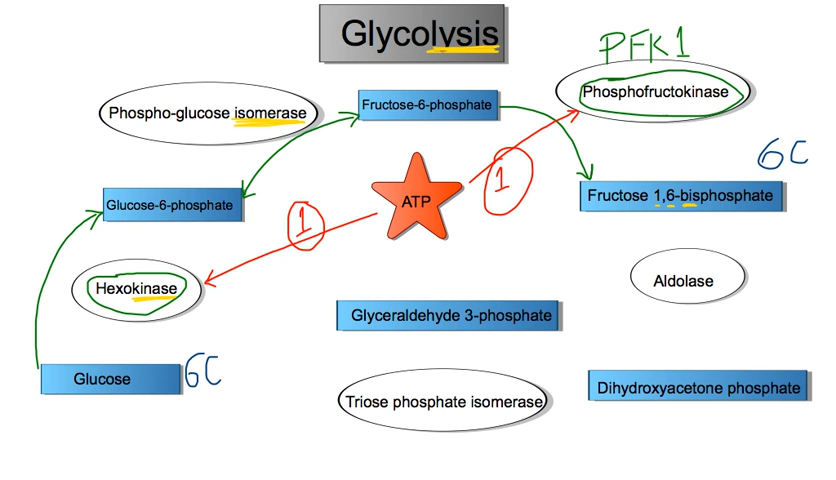 Glycolysis
PFK1
Phosphofructokinase
Phospho-glucose isomerase
Fructose-6-phosphate
6C
Fructose 1,6-bisphosphate
Glucose-6-phosphate
ATP
1
1
Hexokinase
Aldolase
Glyceraldehyde 3-phosphate
Glucose
6C
Triose phosphate isomerase
Dihydroxyacetone phosphate